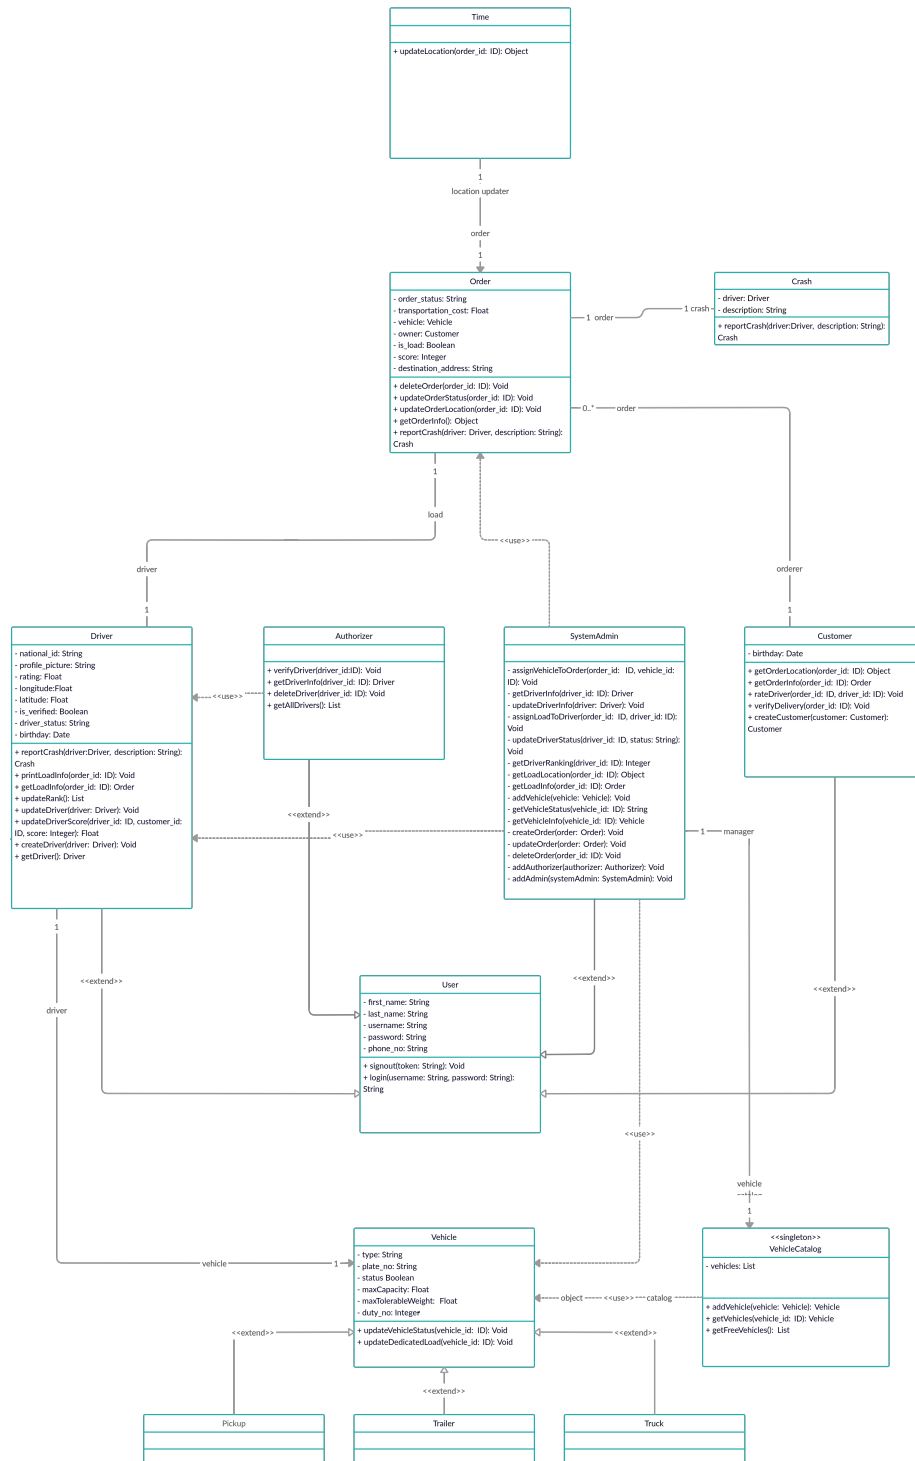 Time
+ updateLocation(order_id: ID): Object
1
location updater
order
1
Order
- order_status: String
- transportation_cost: Float
- vehicle: Vehicle
- owner: Customer
- is_load: Boolean
- score: Integer
- destination_address: String
+ deleteOrder(order_id: ID): Void
+ updateOrderStatus(order_id: ID): Void
+ updateOrderLocation(order_id: ID): Void
+ getOrderInfo(): Object
+ reportCrash(driver: Driver, description: String):
Crash
1 order
1 crash
Crash
- driver: Driver
- description: String
+ reportCrash(driver:Driver, description: String):
Crash
0..* order
1
load
<<use>>
driver
orderer
1
1
Driver
- national_id: String
- profile_picture: String
- rating: Float
- longitude:Float
- latitude: Float
- is_verified: Boolean
- driver_status: String
- birthday: Date
+ reportCrash(driver:Driver, description: String):
Crash
+ printLoadInfo(order_id: ID): Void
+ getLoadInfo(order_id: ID): Order
+ updateRank(): List
+ updateDriver(driver: Driver): Void
+ updateDriverScore(driver_id: ID, customer_id:
ID, score: Integer): Float
+ createDriver(driver: Driver): Void
+ getDriver(): Driver
<<use>>
Authorizer
+ verifyDriver(driver_id:ID): Void
+ getDriverInfo(driver_id: ID): Driver
+ deleteDriver(driver_id: ID): Void
+ getAllDrivers(): List
SystemAdmin
- assignVehicleToOrder(order_id: ID, vehicle_id:
ID): Void
- getDriverInfo(driver_id: ID): Driver
- updateDriverInfo(driver: Driver): Void
- assignLoadToDriver(order_id: ID, driver_id: ID):
Void
- updateDriverStatus(driver_id: ID, status: String):
Void
- getDriverRanking(driver_id: ID): Integer
- getLoadLocation(order_id: ID): Object
- getLoadInfo(order_id: ID): Order
- addVehicle(vehicle: Vehicle): Void
- getVehicleStatus(vehicle_id: ID): String
- getVehicleInfo(vehicle_id: ID): Vehicle
- createOrder(order: Order): Void
- updateOrder(order: Order): Void
- deleteOrder(order_id: ID): Void
- addAuthorizer(authorizer: Authorizer): Void
- addAdmin(systemAdmin: SystemAdmin): Void
Customer
- birthday: Date
+ getOrderLocation(order_id: ID): Object
+ getOrderInfo(order_id: ID): Order
+ rateDriver(order_id: ID, driver_id: ID): Void
+ verifyDelivery(order_id: ID): Void
+ createCustomer(customer: Customer):
Customer
<<extend>>
<<use>>
1 manager
1
<<extend>>
driver
<<extend>>
<<extend>>
User
- first_name: String
- last_name: String
- username: String
- password: String
- phone_no: String
+ signout(token: String): Void
+ login(username: String, password: String):
String
<<use>>
vehicle
1
vehicle
1
Vehicle
- type: String
- plate_no: String
- status Boolean
- maxCapacity: Float
- maxTolerableWeight: Float
- duty_no: Integer
+ updateVehicleStatus(vehicle_id: ID): Void
+ updateDedicatedLoad(vehicle_id: ID): Void
object <<use>> catalog
<<singleton>>
VehicleCatalog
- vehicles: List
+ addVehicle(vehicle: Vehicle): Vehicle
+ getVehicles(vehicle_id: ID): Vehicle
+ getFreeVehicles(): List
<<extend>>
<<extend>>
<<extend>>
Pickup
Trailer
Truck